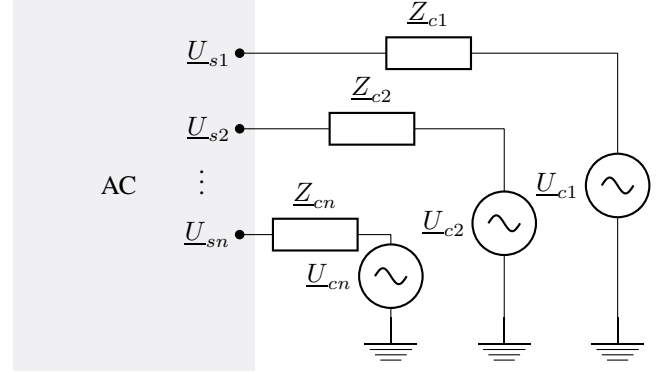 Z_c1
U_s1
Z_c2
U_s2
AC ⋮ U_c1
Z_cn
U_c2
U_sn
U_cn